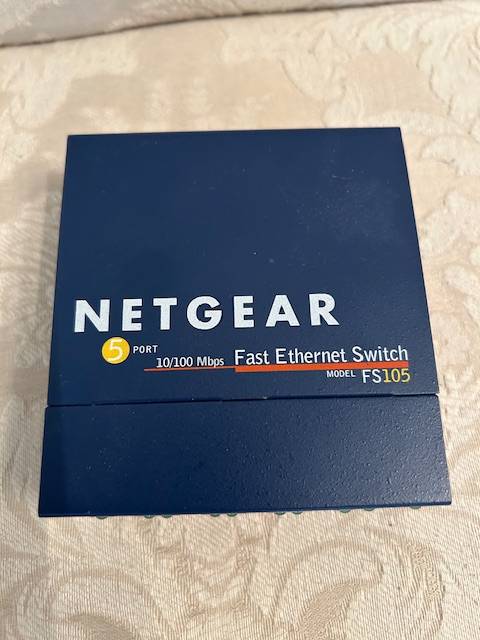 NETGEAR
5 PORT
10/100 Mbps Fast Ethernet Switch
MODEL FS105